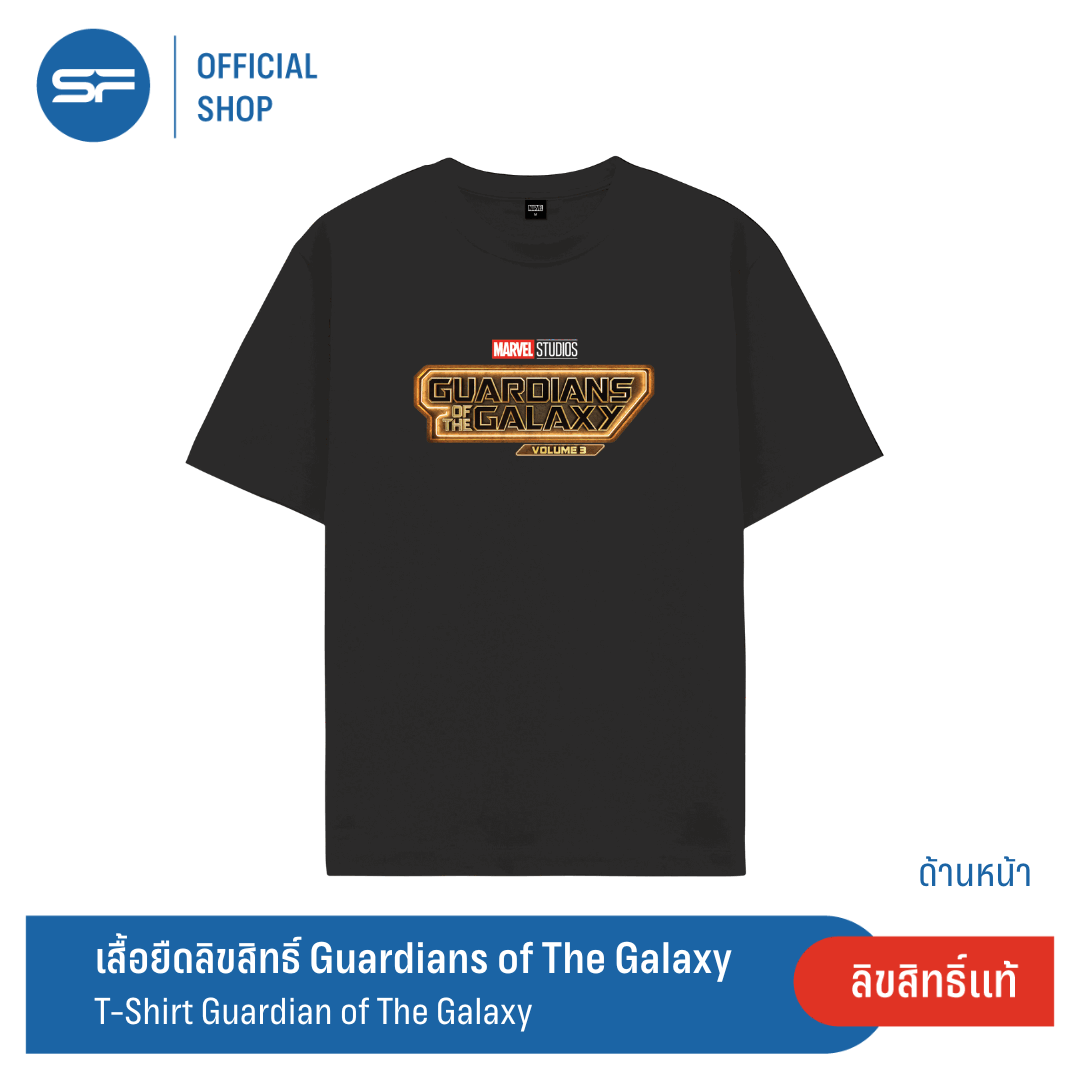 SF
OFFICIAL
SHOP
MARVEL
M
MARVEL STUDIOS
GUARDIANS
OF
THE GALAXY
VOLUME 3
ด้านหน้า
เสื้อยืดลิขสิทธิ์ Guardians of The Galaxy
T-Shirt Guardian of The Galaxy
ลิขสิทธิ์แท้